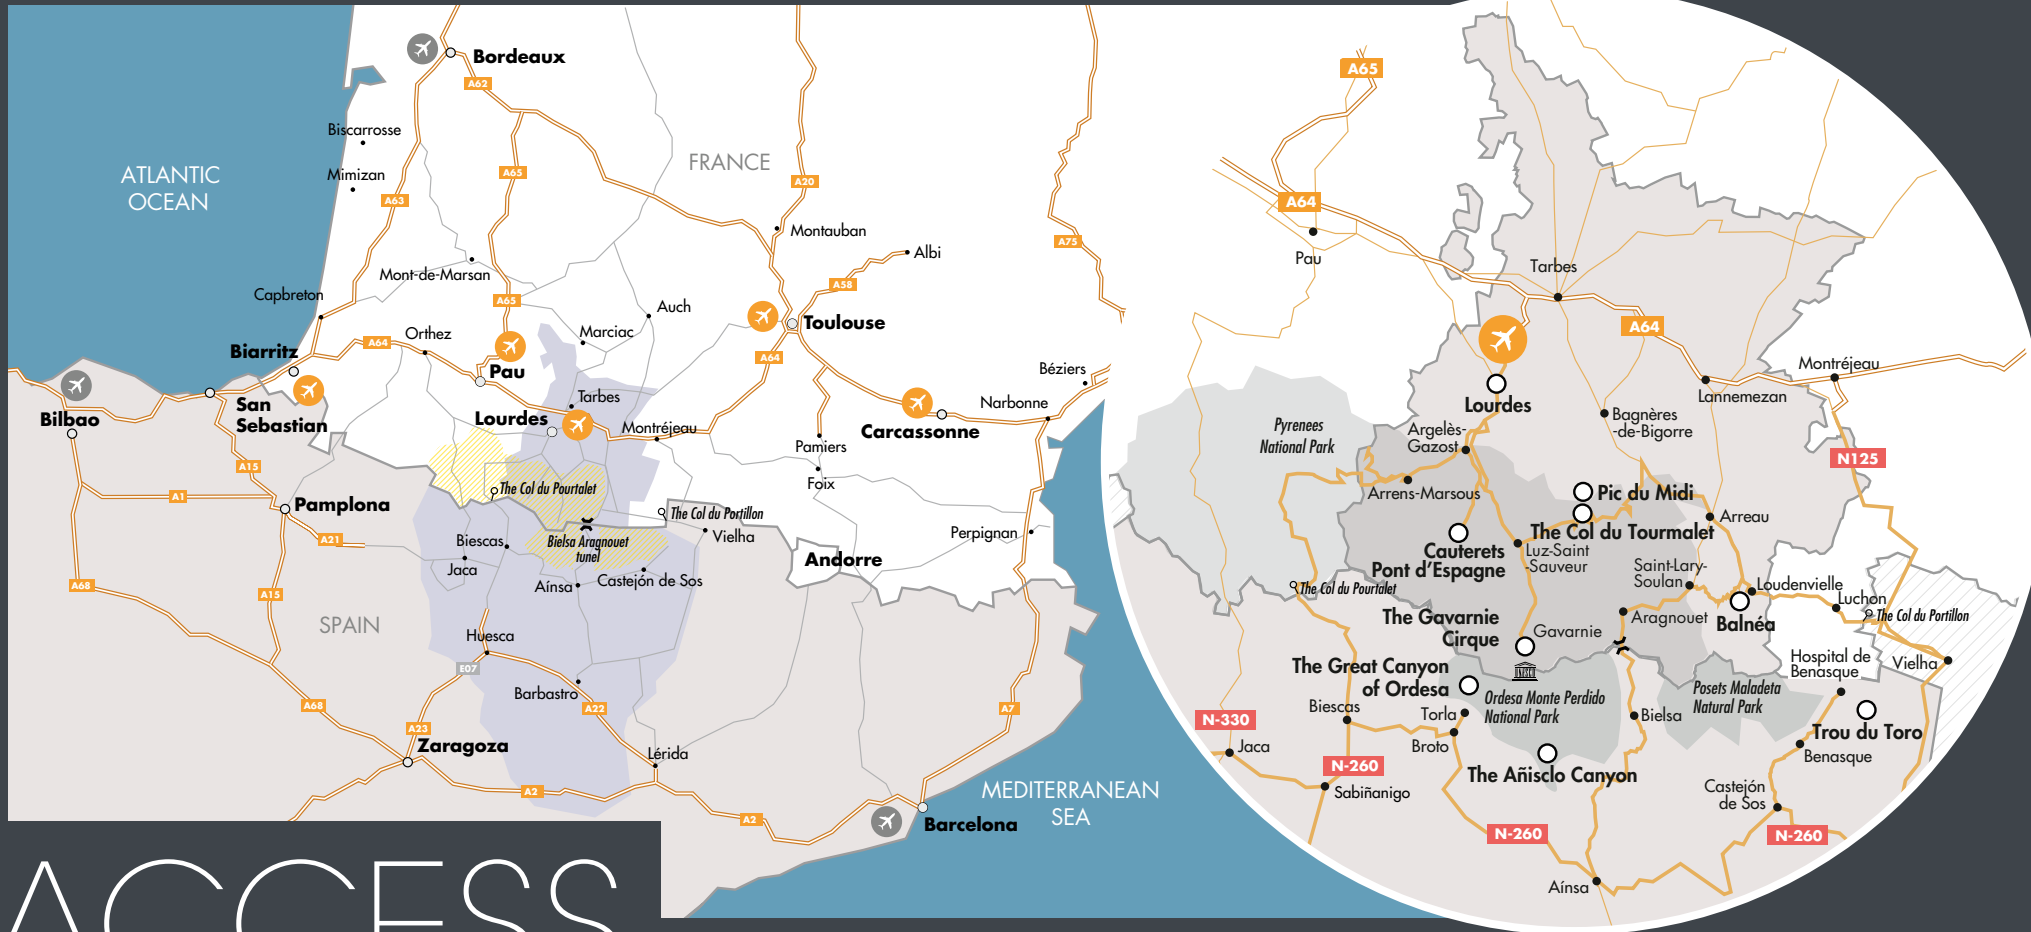 Bordeaux
A62
Biscarrosse
FRANCE
ATLANTIC
OCEAN
Mimizan
A65
A20
A63
Montauban
Albi
A75
Mont-de-Marsan
A58
Capbreton
A65
Auch
Toulouse
Orthez
Marciac
A64
Biarritz
A64
Pau
Béziers
Tarbes
Narbonne
San
Sebastian
Bilbao
Lourdes
Montréjeau
Carcassonne
Pamiers
A15
Foix
A1
The Col du Pourtalet
Pamplona
The Col du Portillon
A21
Biescas
Bielsa Aragnouet
tunel
Vielha
Perpignan
Andorre
Jaca
Aínsa
Castejón de Sos
A68
A15
SPAIN
Huesca
E07
Barbastro
A68
A22
A7
A23
Zaragoza
Lérida
A2
MEDITERRANEAN
SEA
A2
Barcelona
ACCESS
A65
A64
Pau
Tarbes
A64
Montréjeau
Lannemezan
Lourdes
Bagnères
-de-Bigorre
Pyrenees
National Park
Argelès-
Gazost
N125
Arrens-Marsous
Pic du Midi
Arreau
The Col du Tourmalet
Cauterets
Pont d’Espagne
Luz-Saint
-Sauveur
Saint-Lary-
Soulan
Loudenvielle
The Col du Pourtalet
Luchon
The Col du Portillon
The Gavarnie
Cirque
Gavarnie
Aragnouet
Balnéa
Hospital de
Benasque
Vielha
The Great Canyon
of Ordesa
Ordesa Monte Perdido
National Park
Posets Maladeta
Natural Park
Biescas
Torla
Bielsa
N-330
Trou du Toro
Jaca
Broto
Benasque
N-260
The Añisclo Canyon
Sabiñanigo
Castejón
de Sos
N-260
N-260
Aínsa